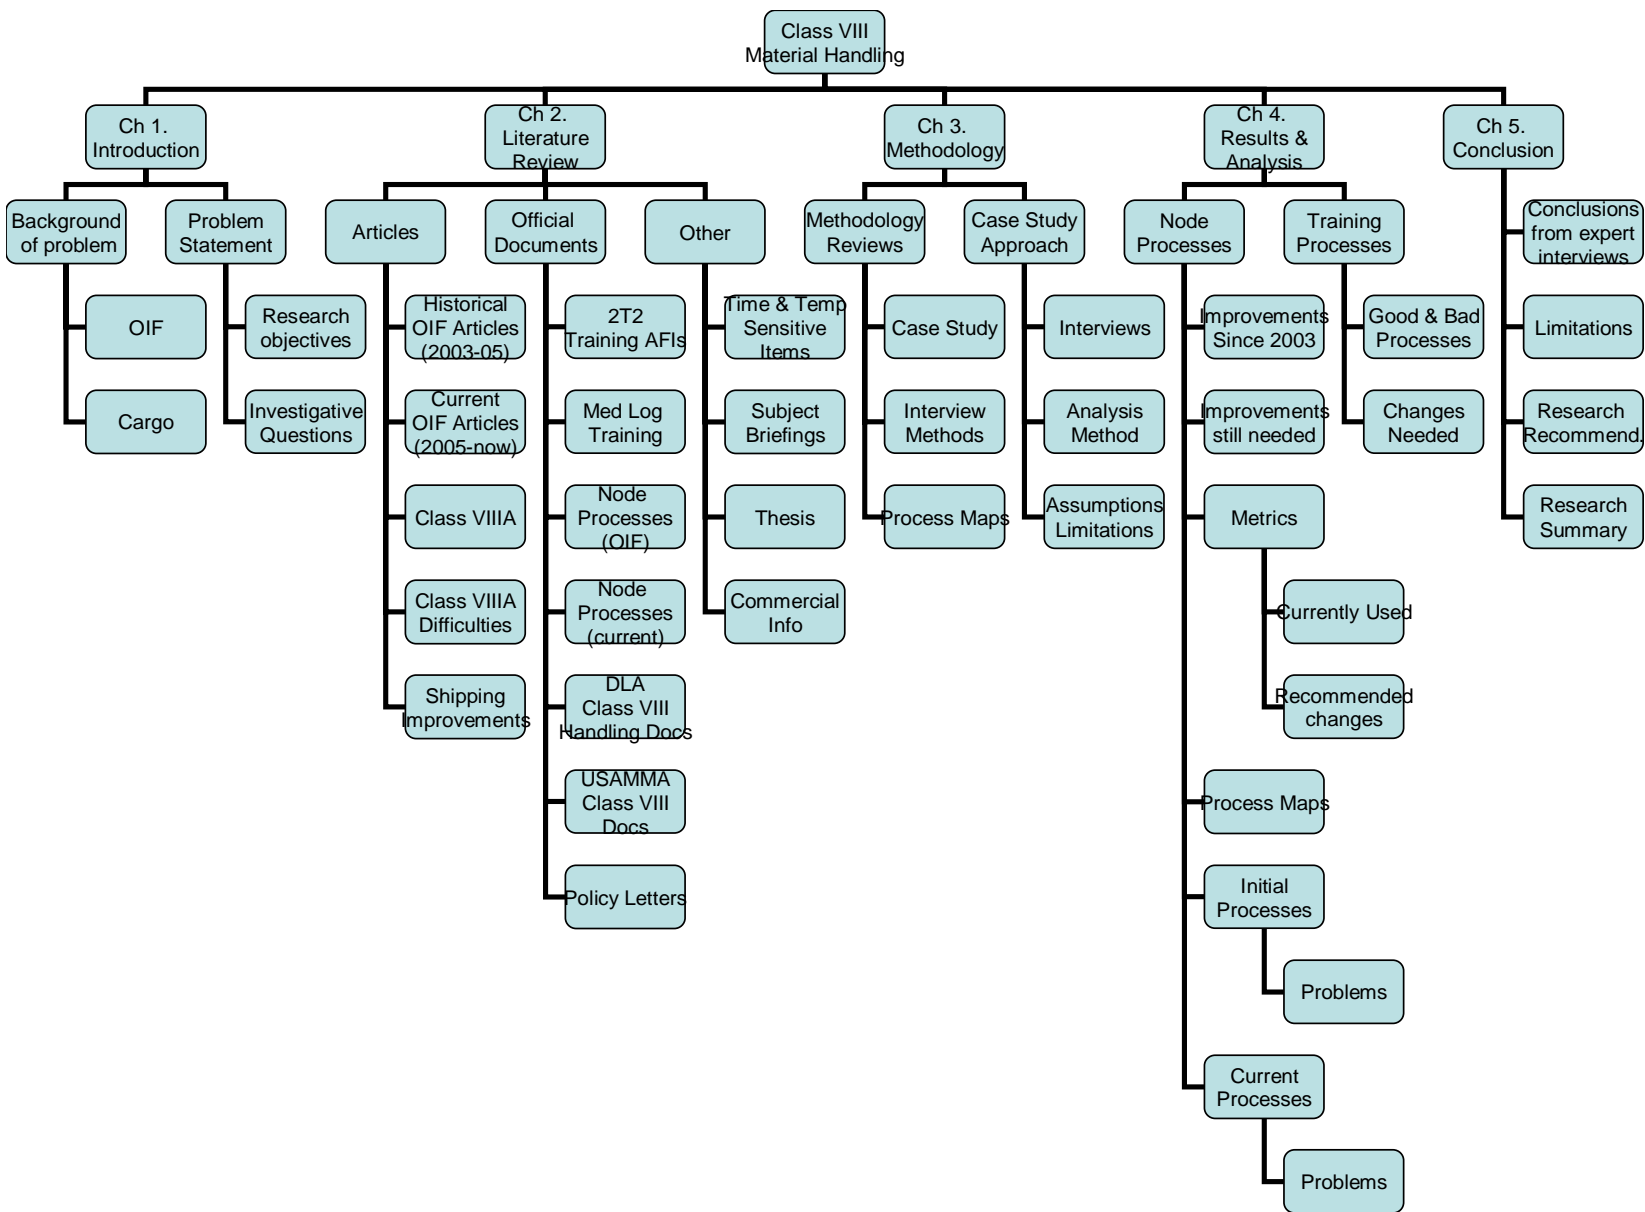 Class VIII
Material Handling
Ch 1.
Introduction
Ch 2.
Literature
Review
Ch 3.
Methodology
Ch 4.
Results &
Analysis
Ch 5.
Conclusion
Background
of problem
Problem
Statement
Articles
Official
Documents
Other
Methodology
Reviews
Case Study
Approach
Node
Processes
Training
Processes
Conclusions
from expert
interviews
OIF
Research
objectives
Historical
OIF Articles
(2003-05)
2T2
Training AFIs
Time & Temp
Sensitive
Items
Case Study
Interviews
Improvements
Since 2003
Good & Bad
Processes
Limitations
Cargo
Investigative
Questions
Current
OIF Articles
(2005-now)
Med Log
Training
Subject
Briefings
Interview
Methods
Analysis
Method
Improvements
still needed
Changes
Needed
Research
Recommend.
Class VIIIA
Node
Processes
(OIF)
Thesis
Process Maps
Assumptions
Limitations
Metrics
Research
Summary
Class VIIIA
Difficulties
Node
Processes
(current)
Commercial
Info
Currently Used
Shipping
Improvements
DLA
Class VIII
Handling Docs
Recommended
changes
USAMMA
Class VIII
Docs
Process Maps
Policy Letters
Initial
Processes
Problems
Current
Processes
Problems